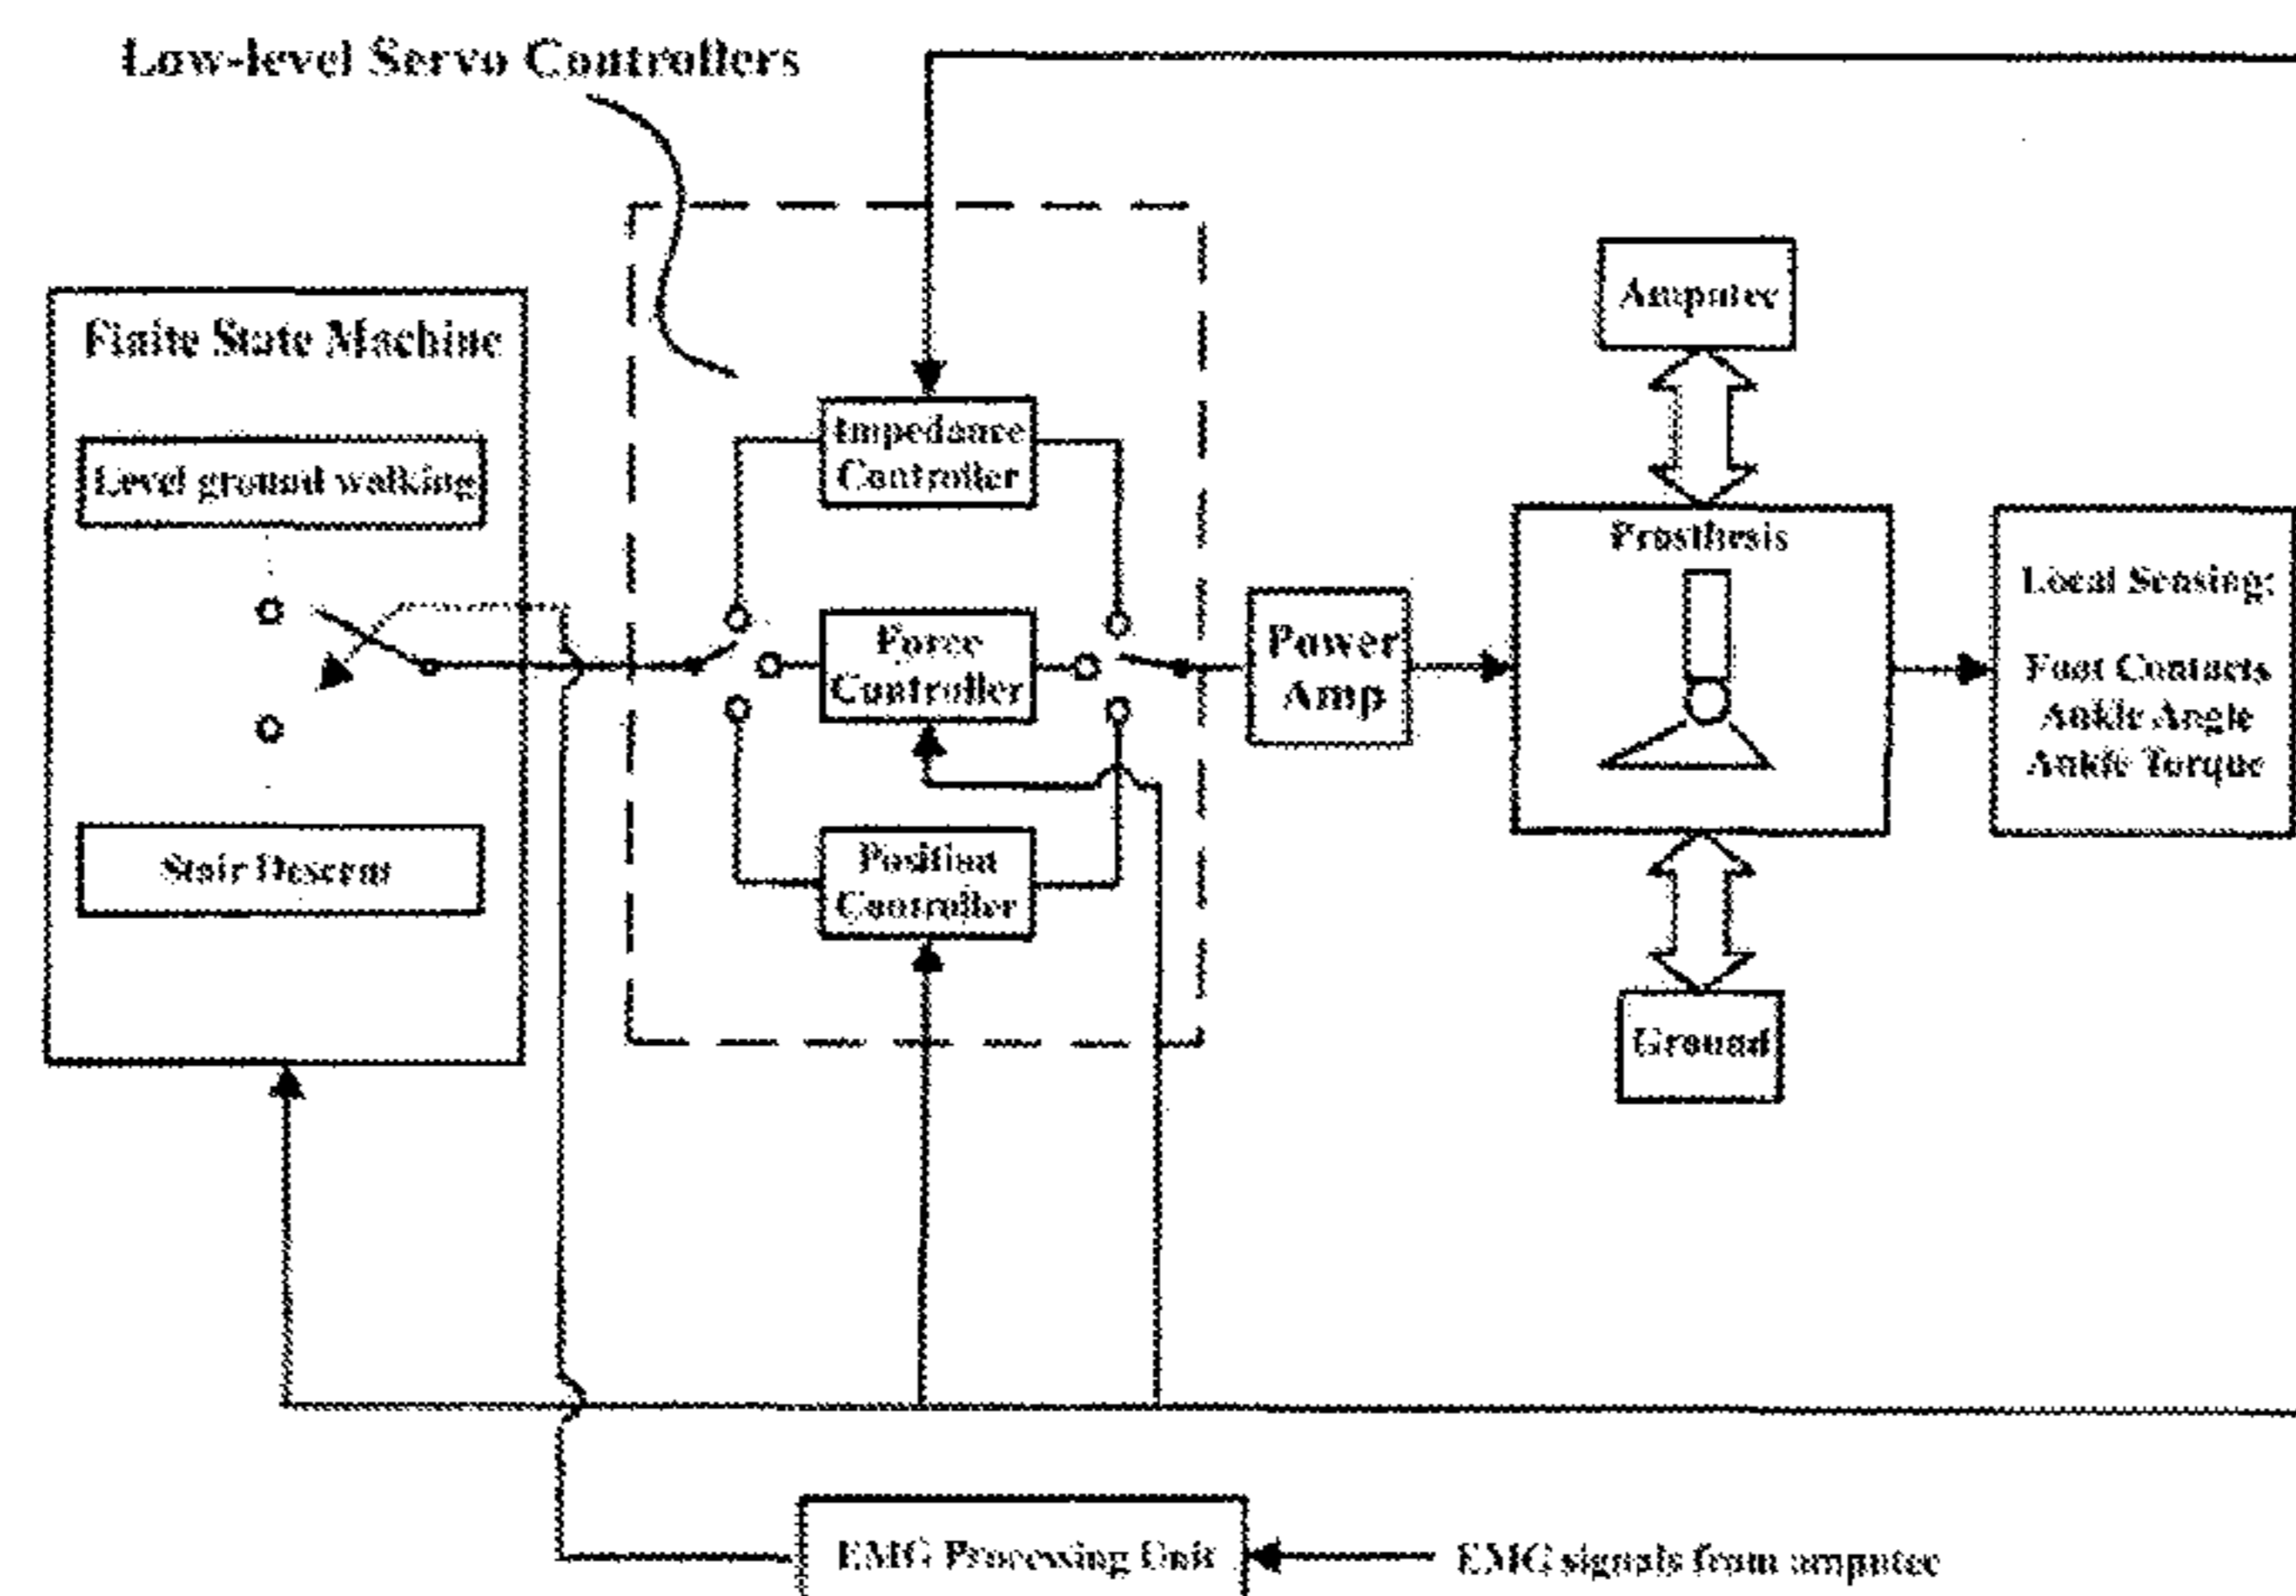 Low-level Servo Controllers
Amputee
Finite State Machine
Impedance
Controller
Level ground walking
Prosthesis
Local Sensing:
Force
Controller
Power
Amp
Foot Contacts
Ankle Angle
Ankle Torque
Stair Descent
Position
Controller
Ground
EMG Processing Unit
EMG signals from amputee